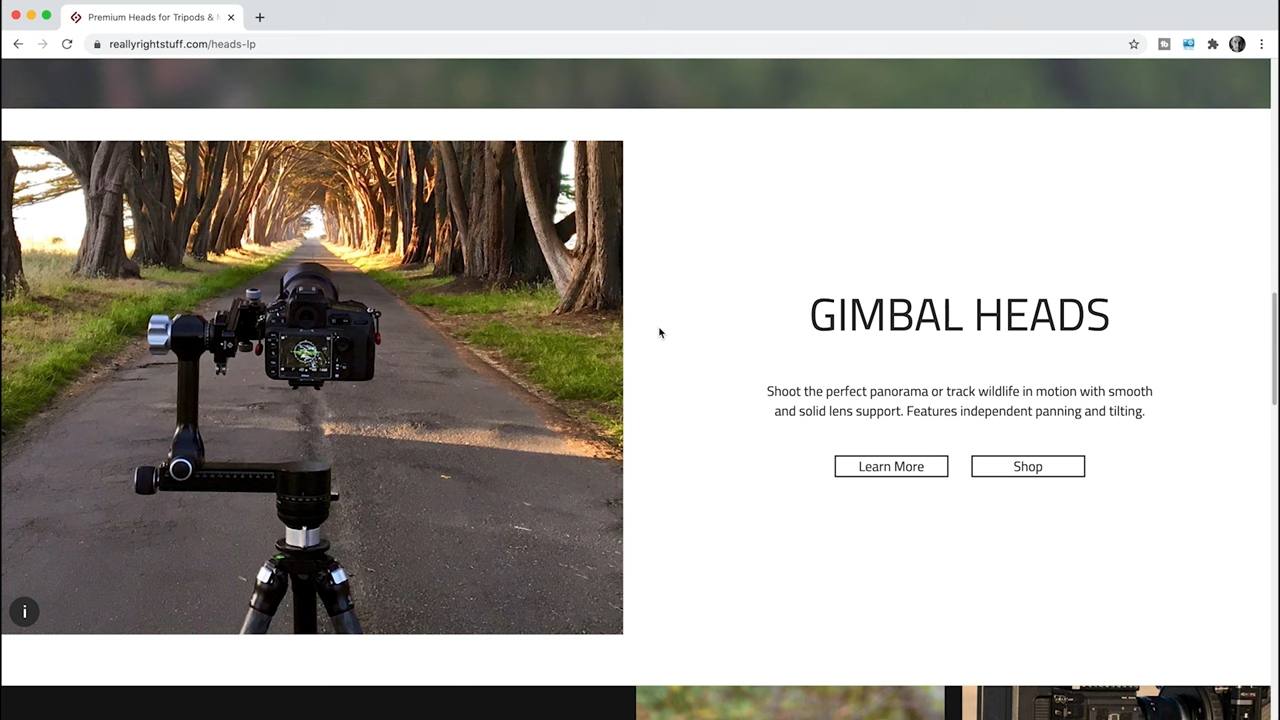 Premium Heads for Tripods &
reallyrightstuff.com/heads-lp
GIMBAL HEADS
Shoot the perfect panorama or track wildlife in motion with smooth
and solid lens support. Features independent panning and tilting.
Learn More
Shop
i